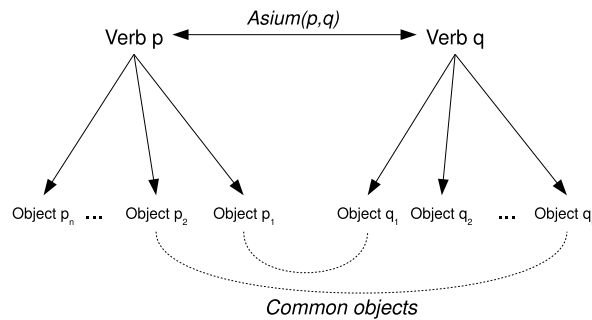 Asium(p,q)
Verb p
Verb q
Object pₙ ... Object p₂ Object p₁ Object q₁ Object q₂ ... Object q
Common objects